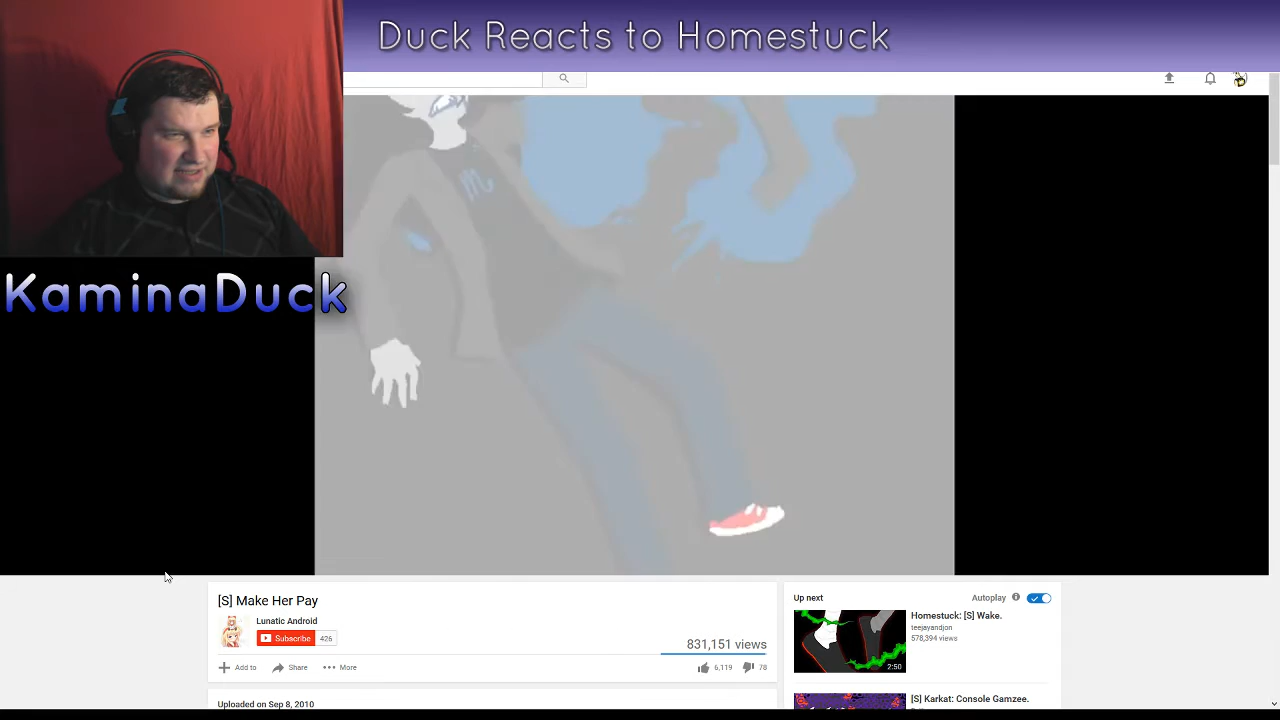 Duck Reacts to Homestuck
KaminaDuck
[S] Make Her Pay
Lunatic Android
Subscribe 426
831,151 views
Add to Share More
6,119 78
Uploaded on Sep 8, 2010
Up next Autoplay
Homestuck: [S] Wake.
teejayandjon
578,394 views
2:50
[S] Karkat: Console Gamzee.